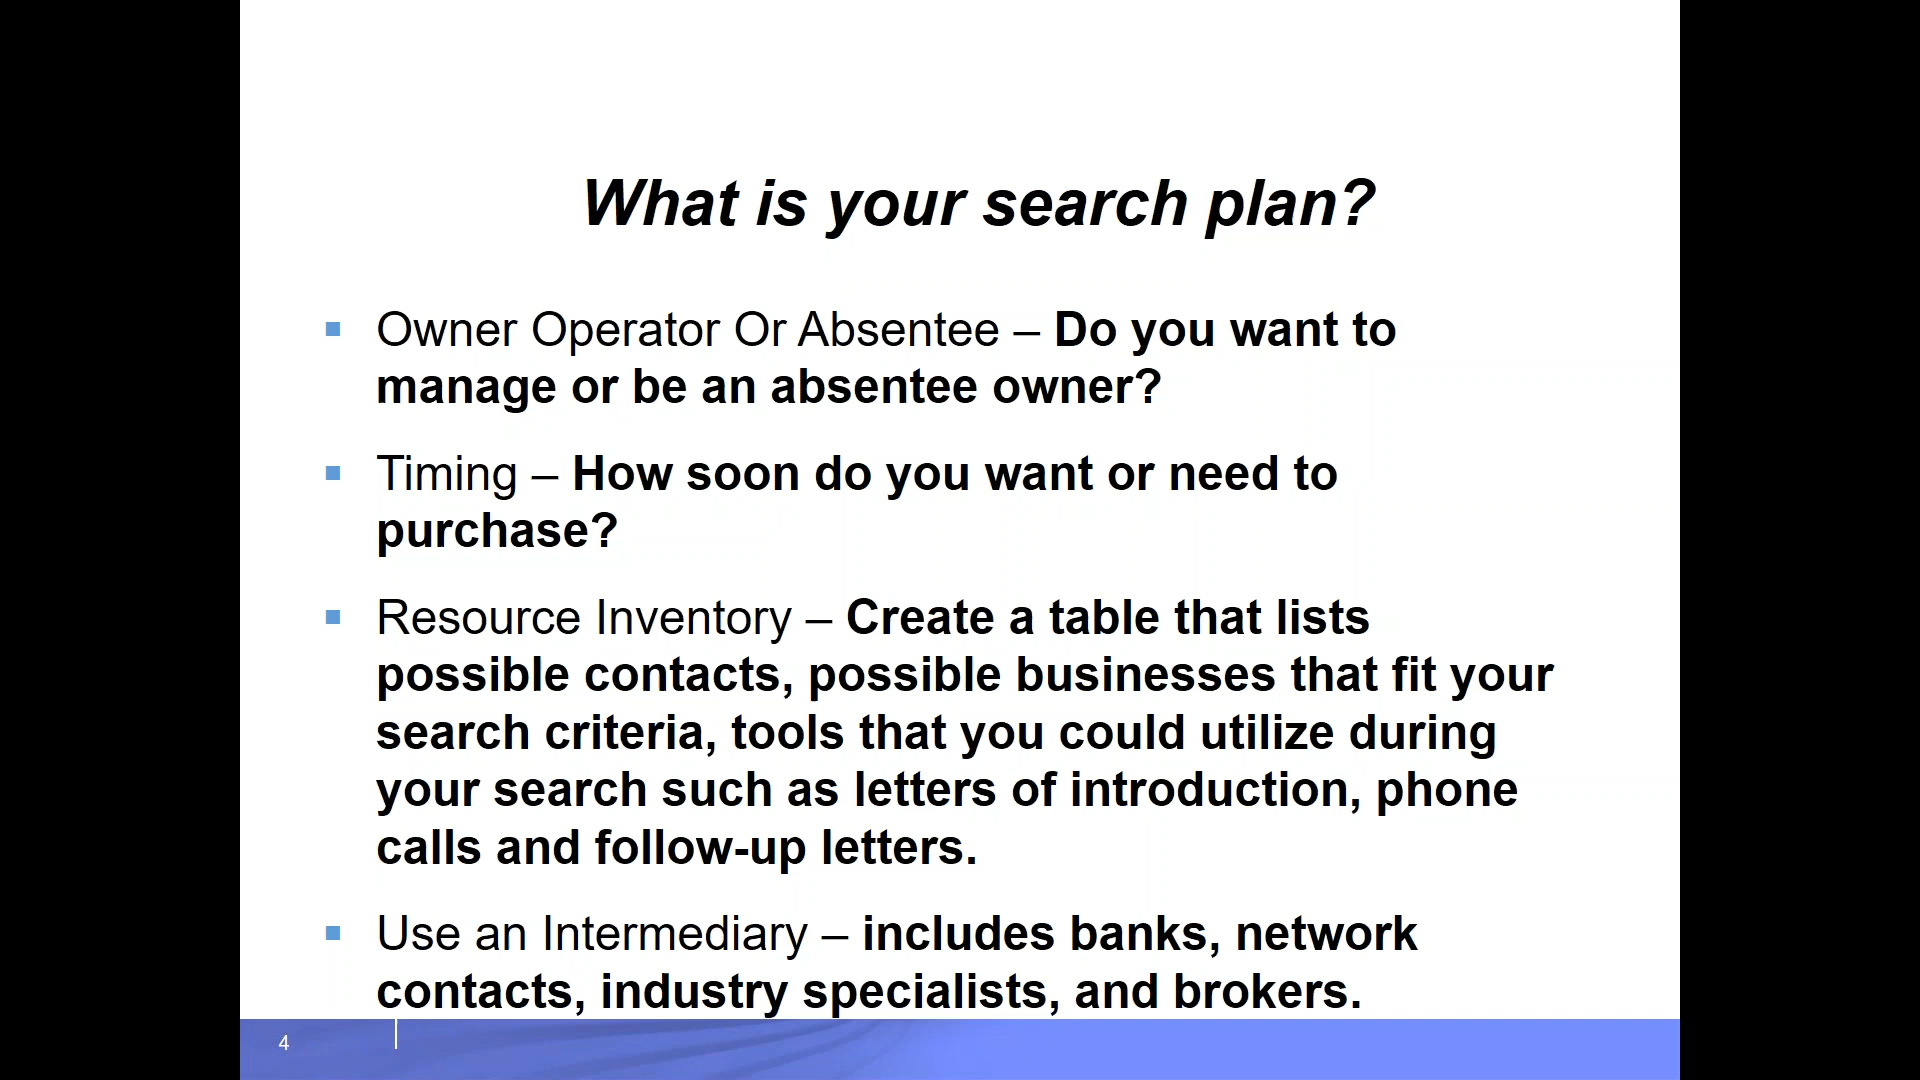 What is your search plan?
Owner Operator Or Absentee – Do you want to
manage or be an absentee owner?
Timing – How soon do you want or need to
purchase?
Resource Inventory – Create a table that lists
possible contacts, possible businesses that fit your
search criteria, tools that you could utilize during
your search such as letters of introduction, phone
calls and follow-up letters.
Use an Intermediary – includes banks, network
contacts, industry specialists, and brokers.
4